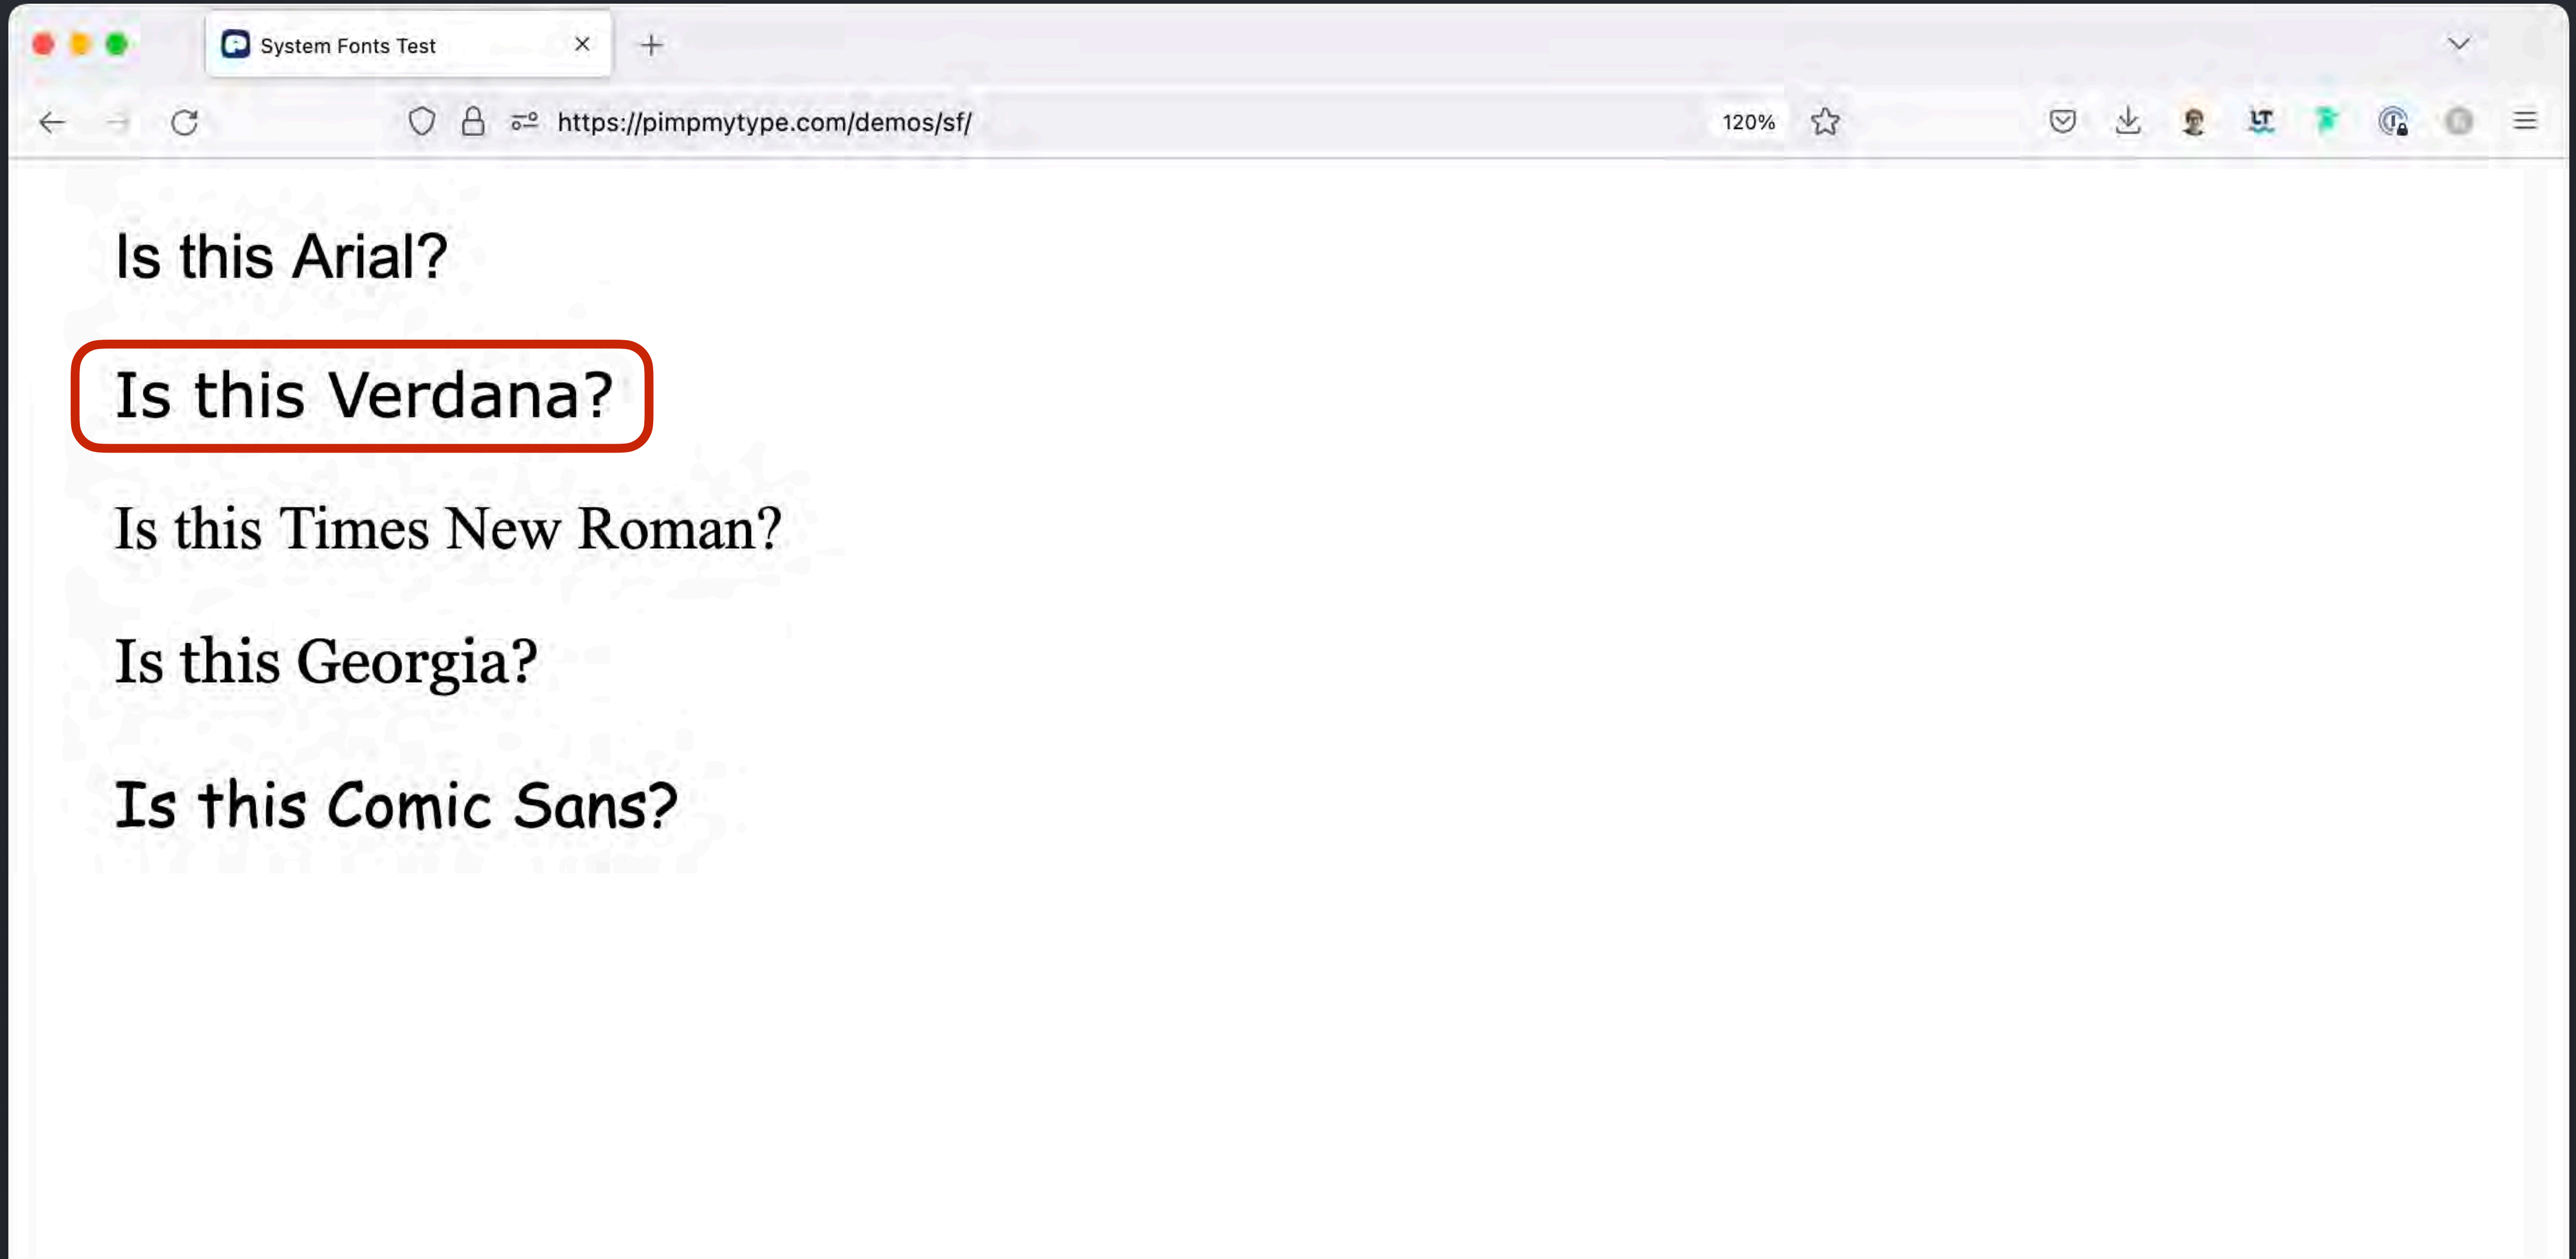 System Fonts Test
https://pimpmytype.com/demos/sf/ 120% LT
Is this Arial?
Is this Verdana?
Is this Times New Roman?
Is this Georgia?
Is this Comic Sans?